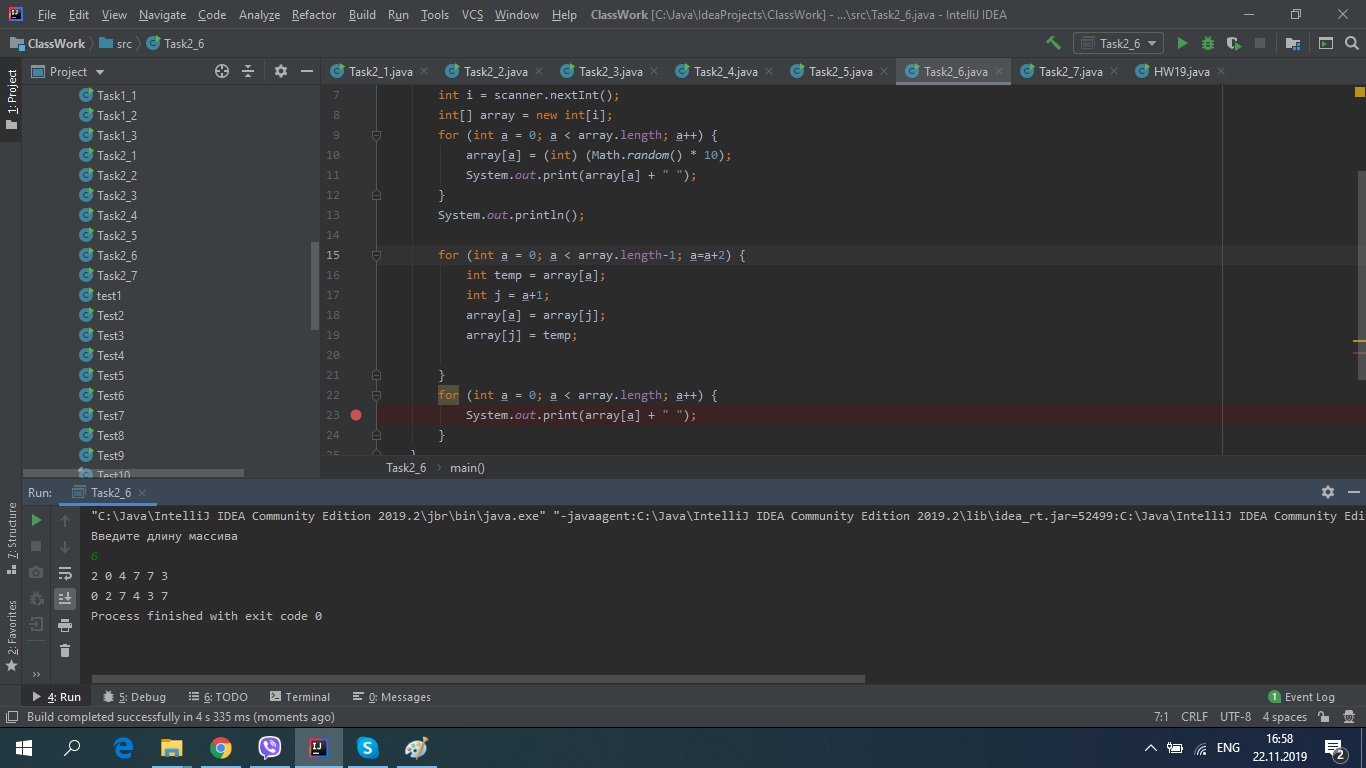 File Edit View Navigate Code Analyze Refactor Build Run Tools VCS Window Help ClassWork [C:\Java\IdeaProjects\ClassWork] - ...\src\Task2_6.java - IntelliJ IDEA
ClassWork src Task2_6 Task2_6
Project Task2_1.java Task2_2.java Task2_3.java Task2_4.java Task2_5.java Task2_6.java Task2_7.java HW19.java
1: Project
Task1_1
Task1_2
Task1_3
Task2_1
Task2_2
Task2_3
Task2_4
Task2_5
Task2_6
Task2_7
test1
Test2
Test3
Test4
Test5
Test6
Test7
Test8
Test9
Test10
7 int i = scanner.nextInt();
8 int[] array = new int[i];
9 for (int a = 0; a < array.length; a++) {
10 array[a] = (int) (Math.random() * 10);
11 System.out.print(array[a] + " ");
12 }
13 System.out.println();
14
15 for (int a = 0; a < array.length-1; a=a+2) {
16 int temp = array[a];
17 int j = a+1;
18 array[a] = array[j];
19 array[j] = temp;
20
21 }
22 for (int a = 0; a < array.length; a++) {
23 System.out.print(array[a] + " ");
24 }
25 }
Task2_6 main()
Run: Task2_6
"C:\Java\IntelliJ IDEA Community Edition 2019.2\jbr\bin\java.exe" "-javaagent:C:\Java\IntelliJ IDEA Community Edition 2019.2\lib\idea_rt.jar=52499:C:\Java\IntelliJ IDEA Community Edi
Введите длину массива
6
2 0 4 7 7 3
0 2 7 4 3 7
Process finished with exit code 0
7: Structure
2: Favorites
4: Run 5: Debug 6: TODO Terminal 0: Messages 1 Event Log
Build completed successfully in 4 s 335 ms (moments ago) 7:1 CRLF UTF-8 4 spaces
ENG 16:58
22.11.2019 2